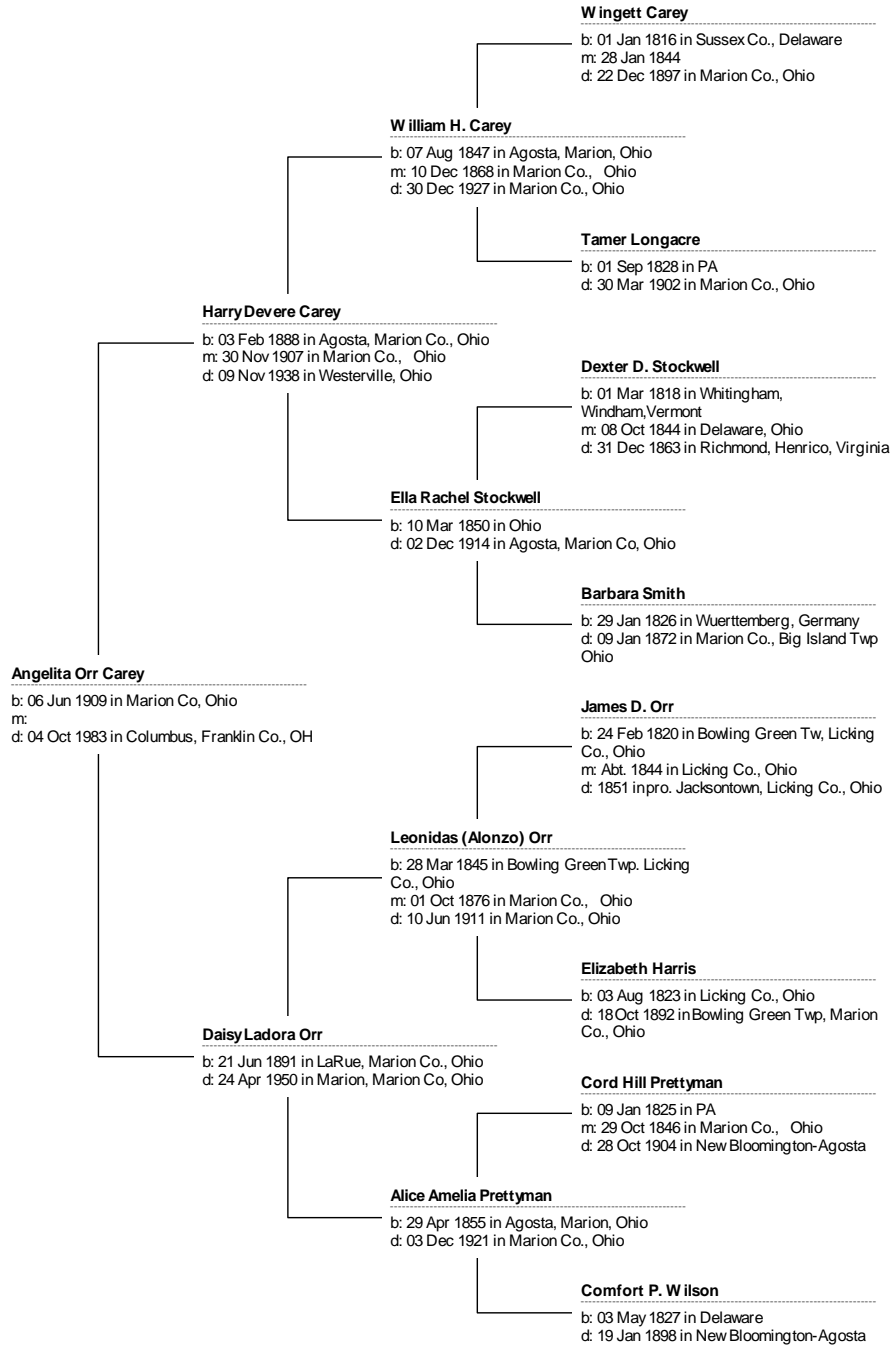 Wingett Carey
b: 01 Jan 1816 in Sussex Co., Delaware
m: 28 Jan 1844
d: 22 Dec 1897 in Marion Co., Ohio
William H. Carey
b: 07 Aug 1847 in Agosta, Marion, Ohio
m: 10 Dec 1868 in Marion Co., Ohio
d: 30 Dec 1927 in Marion Co., Ohio
Tamer Longacre
b: 01 Sep 1828 in PA
d: 30 Mar 1902 in Marion Co., Ohio
Harry Devere Carey
b: 03 Feb 1888 in Agosta, Marion Co., Ohio
m: 30 Nov 1907 in Marion Co., Ohio
d: 09 Nov 1938 in Westerville, Ohio
Dexter D. Stockwell
b: 01 Mar 1818 in Whitingham,
Windham,Vermont
m: 08 Oct 1844 in Delaware, Ohio
d: 31 Dec 1863 in Richmond, Henrico, Virginia
Ella Rachel Stockwell
b: 10 Mar 1850 in Ohio
d: 02 Dec 1914 in Agosta, Marion Co, Ohio
Barbara Smith
b: 29 Jan 1826 in Wuerttemberg, Germany
d: 09 Jan 1872 in Marion Co., Big Island Twp
Ohio
Angelita Orr Carey
b: 06 Jun 1909 in Marion Co, Ohio
m:
d: 04 Oct 1983 in Columbus, Franklin Co., OH
James D. Orr
b: 24 Feb 1820 in Bowling Green Tw, Licking
Co., Ohio
m: Abt. 1844 in Licking Co., Ohio
d: 1851 in pro. Jacksontown, Licking Co., Ohio
Leonidas (Alonzo) Orr
b: 28 Mar 1845 in Bowling Green Twp. Licking
Co., Ohio
m: 01 Oct 1876 in Marion Co., Ohio
d: 10 Jun 1911 in Marion Co., Ohio
Elizabeth Harris
b: 03 Aug 1823 in Licking Co., Ohio
d: 18 Oct 1892 in Bowling Green Twp, Marion
Co., Ohio
Daisy Ladora Orr
b: 21 Jun 1891 in LaRue, Marion Co., Ohio
d: 24 Apr 1950 in Marion, Marion Co, Ohio
Cord Hill Prettyman
b: 09 Jan 1825 in PA
m: 29 Oct 1846 in Marion Co., Ohio
d: 28 Oct 1904 in New Bloomington-Agosta
Alice Amelia Prettyman
b: 29 Apr 1855 in Agosta, Marion, Ohio
d: 03 Dec 1921 in Marion Co., Ohio
Comfort P. Wilson
b: 03 May 1827 in Delaware
d: 19 Jan 1898 in New Bloomington-Agosta